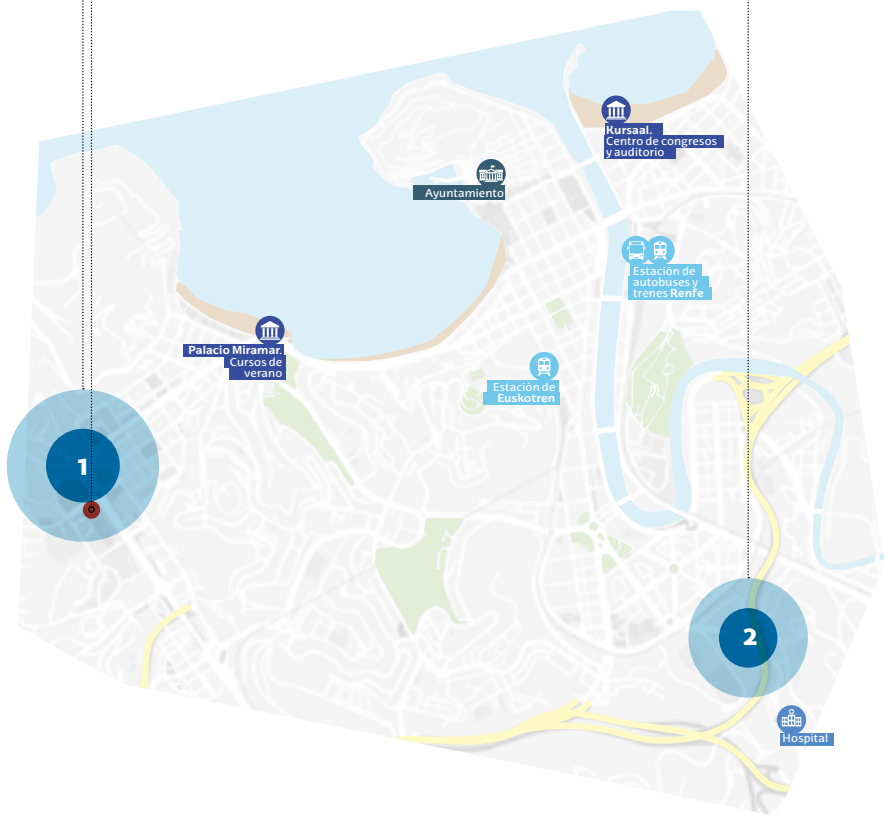 Kursaal.
Centro de congresos
y auditorio
Ayuntamiento
Estación de
autobuses y
trenes Renfe
Palacio Miramar.
Cursos de
verano
Estación de
Euskotren
1
2
Hospital